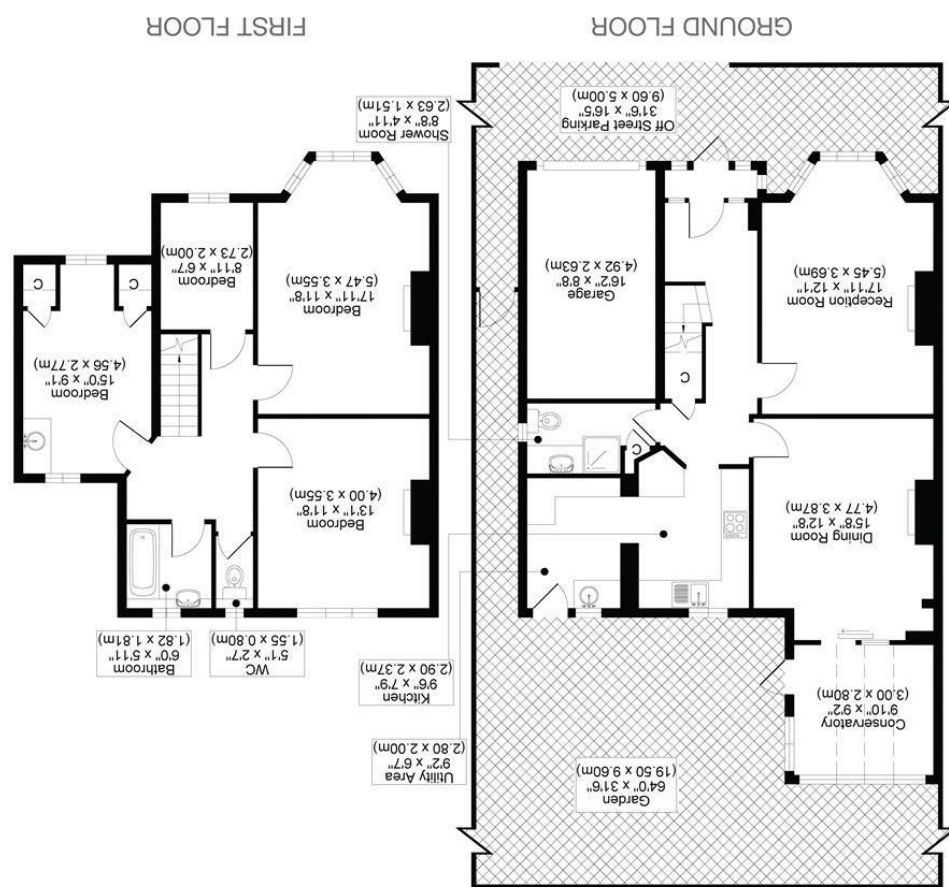 Garden
64'0" x 31'6"
(19.50 x 9.60m)
Conservatory
9'10" x 9'2"
(3.00 x 2.80m)
Utility Area
9'2" x 6'7"
(2.80 x 2.00m)
Kitchen
9'6" x 7'9"
(2.90 x 2.37m)
Dining Room
15'8" x 12'8"
(4.77 x 3.87m)
C
Shower Room
8'8" x 4'11"
(2.63 x 1.51m)
C
Reception Room
17'11" x 12'1"
(5.45 x 3.69m)
Garage
16'2" x 8'8"
(4.92 x 2.63m)
Off Street Parking
31'6" x 16'5"
(9.60 x 5.00m)
GROUND FLOOR
WC
5'1" x 2'7"
(1.55 x 0.80m)
Bathroom
6'0" x 5'11"
(1.82 x 1.81m)
Bedroom
13'1" x 11'8"
(4.00 x 3.55m)
Bedroom
15'0" x 9'1"
(4.56 x 2.77m)
Bedroom
17'11" x 11'8"
(5.47 x 3.55m)
Bedroom
8'11" x 6'7"
(2.73 x 2.00m)
C
C
FIRST FLOOR